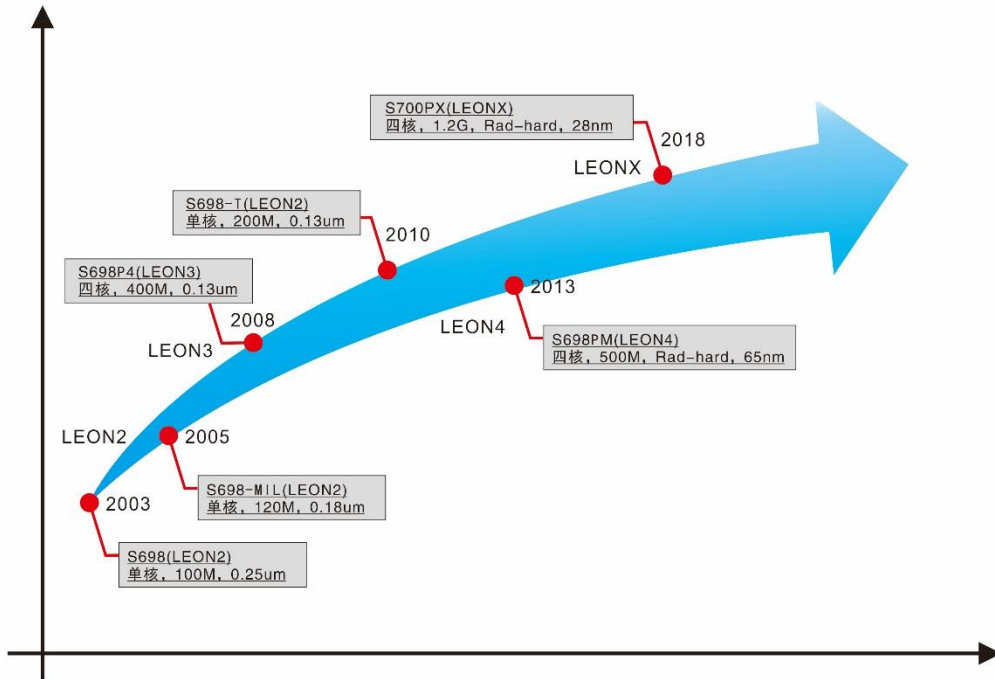 S700PX(LEONX)
四核, 1.2G, Rad-hard, 28nm
2018
LEONX
S698-T(LEON2)
单核, 200M, 0.13um
2010
S698P4(LEON3)
四核, 400M, 0.13um
2008
LEON3
2013
LEON4
S698PM(LEON4)
四核, 500M, Rad-hard, 65nm
LEON2
2005
S698-MIL(LEON2)
单核, 120M, 0.18um
2003
S698(LEON2)
单核, 100M, 0.25um